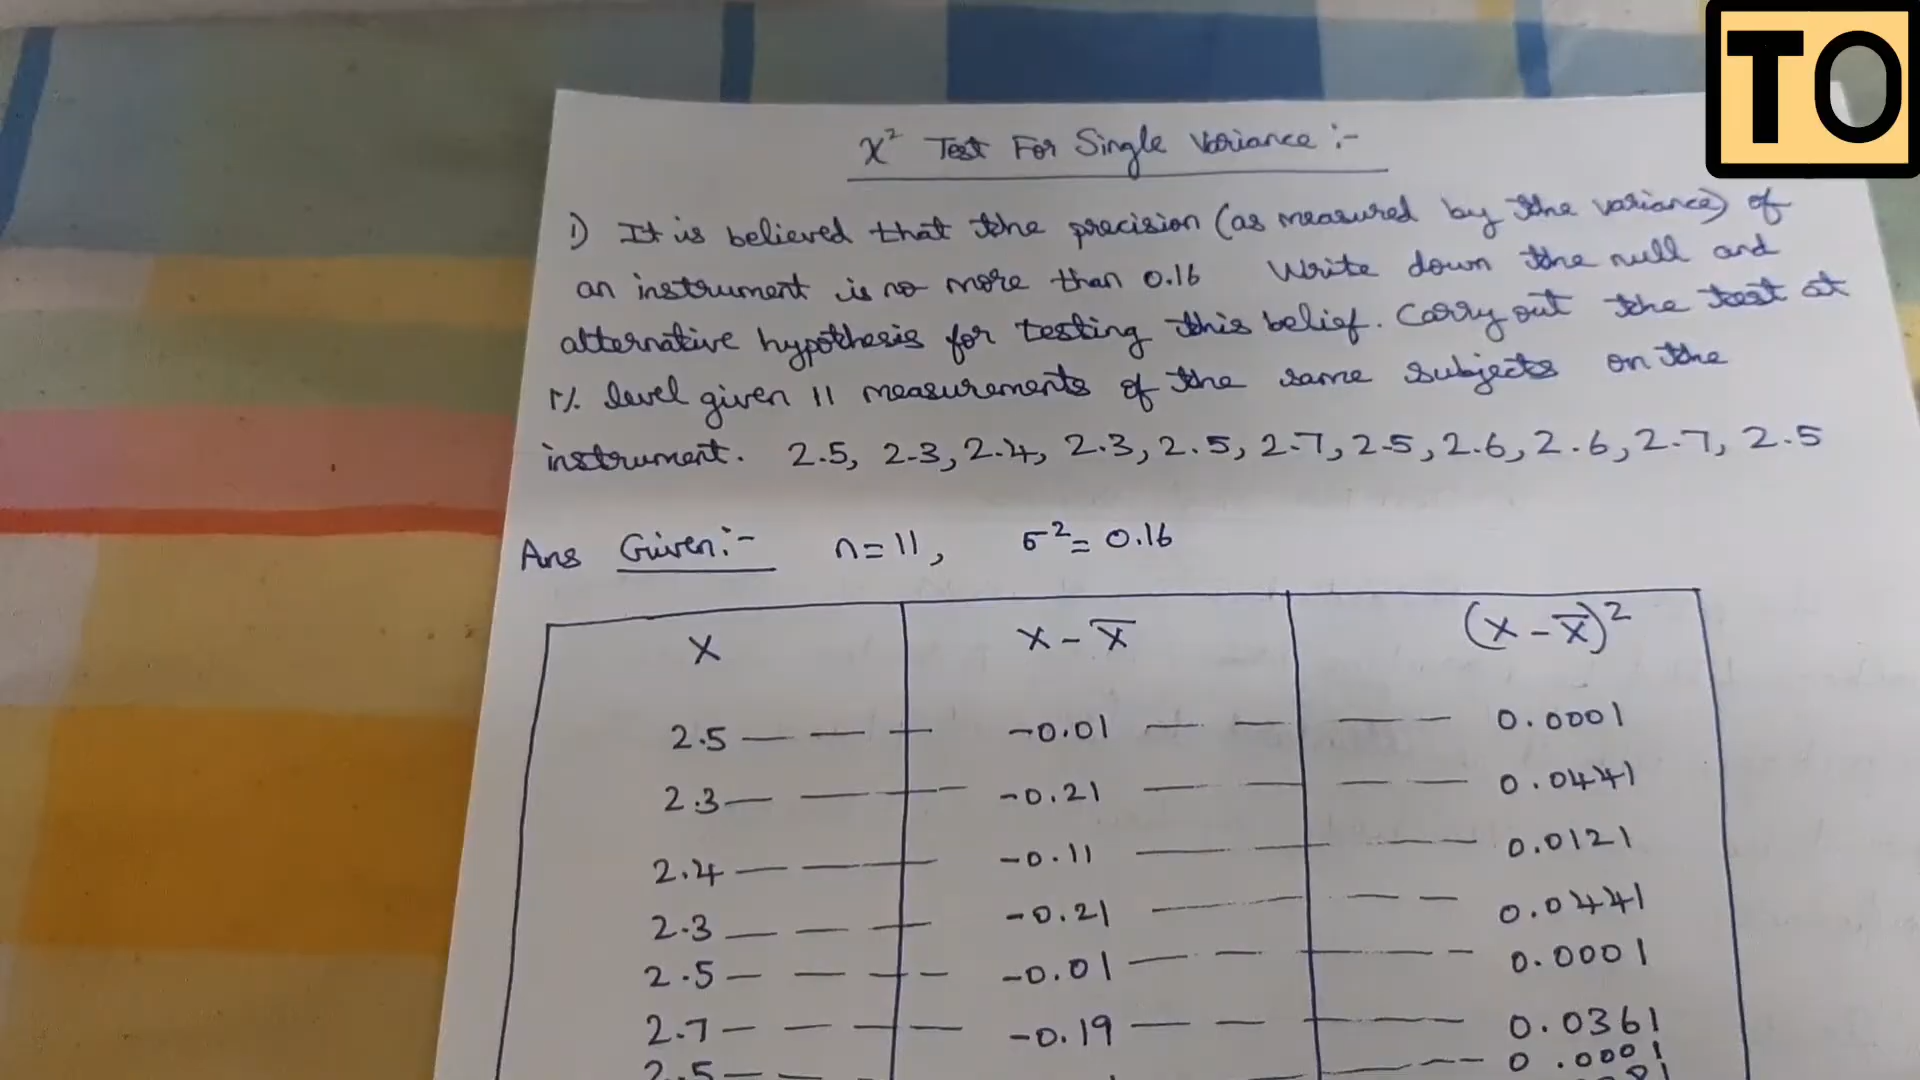 TO
χ² Test For Single Variance :-
1) It is believed that the precision (as measured by the variance) of
an instrument is no more than 0.16 Write down the null and
alternative hypothesis for testing this belief. Carry out the test at
1% level given 11 measurements of the same subjects on the
instrument. 2.5, 2.3, 2.4, 2.3, 2.5, 2.7, 2.5, 2.6, 2.6, 2.7, 2.5
Ans Given:- n=11, σ²= 0.16
X X - X̅ (X - X̅)²
2.5 — — — -0.01 — — — — 0.0001
2.3 — — — -0.21 — — — — 0.0441
2.4 — — -0.11 — — — 0.0121
2.3 — — — -0.21 — — — 0.0441
2.5 — — — — -0.01 — — — — — 0.0001
2.7 — — — — -0.19 — — — — 0.0361
2.5 — — — 0.0001